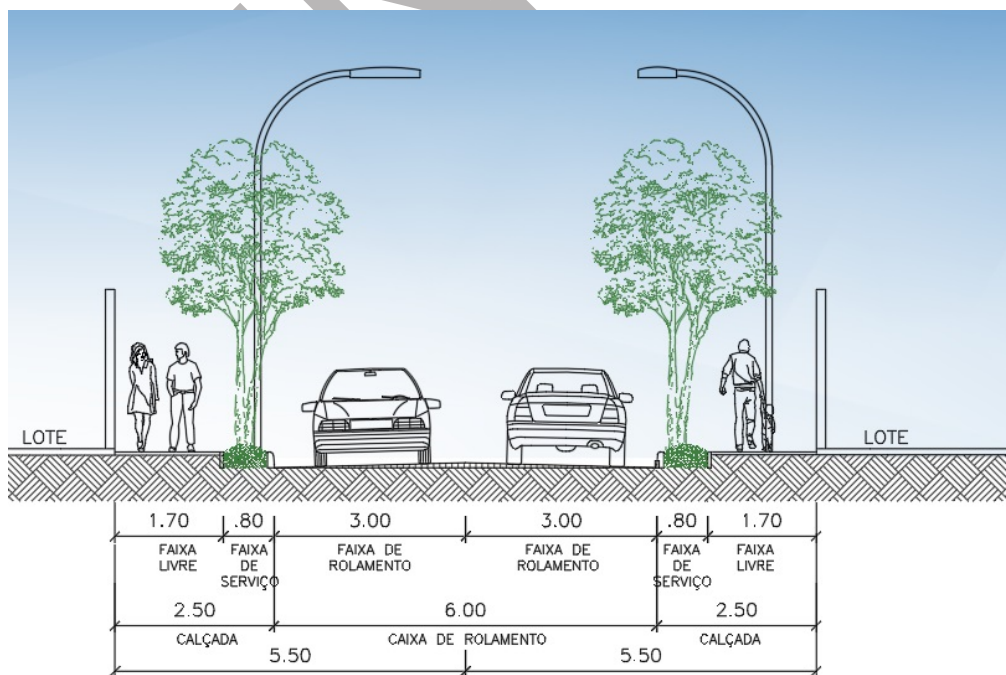 LOTE
LOTE
1.70 .80 3.00 3.00 .80 1.70
FAIXA LIVRE
FAIXA DE SERVIÇO
FAIXA DE ROLAMENTO
FAIXA DE ROLAMENTO
FAIXA DE SERVIÇO
FAIXA LIVRE
2.50 6.00 2.50
CALÇADA CAIXA DE ROLAMENTO CALÇADA
5.50 5.50